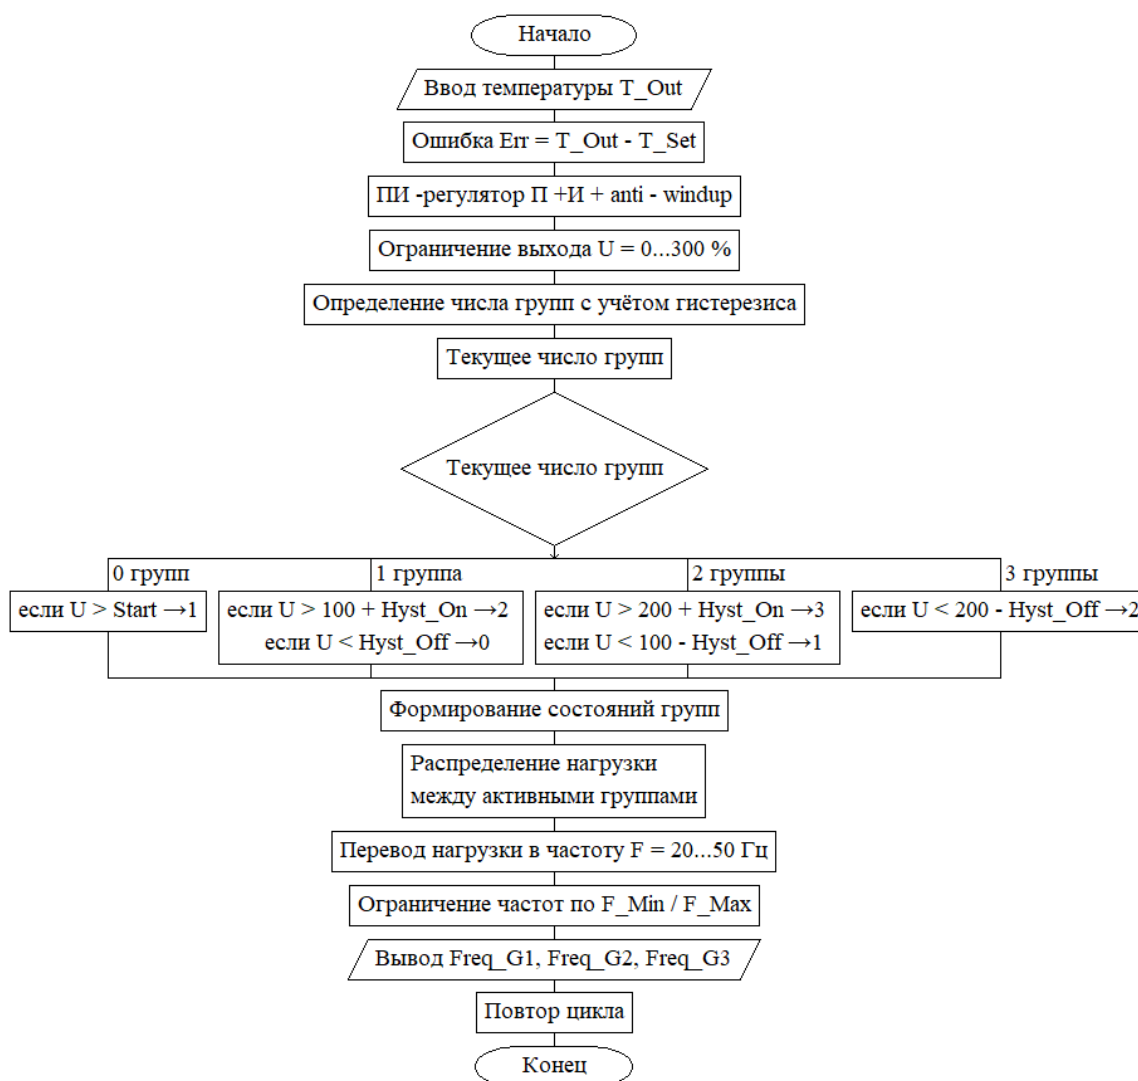 Начало
Ввод температуры T_Out
Ошибка Err = T_Out - T_Set
ПИ -регулятор П +И + anti - windup
Ограничение выхода U = 0...300 %
Определение числа групп с учётом гистерезиса
Текущее число групп
Текущее число групп
0 групп
1 группа
2 группы
3 группы
если U > Start →1
если U > 100 + Hyst_On →2
если U < Hyst_Off →0
если U > 200 + Hyst_On →3
если U < 100 - Hyst_Off →1
если U < 200 - Hyst_Off →2
Формирование состояний групп
Распределение нагрузки
между активными группами
Перевод нагрузки в частоту F = 20...50 Гц
Ограничение частот по F_Min / F_Max
Вывод Freq_G1, Freq_G2, Freq_G3
Повтор цикла
Конец